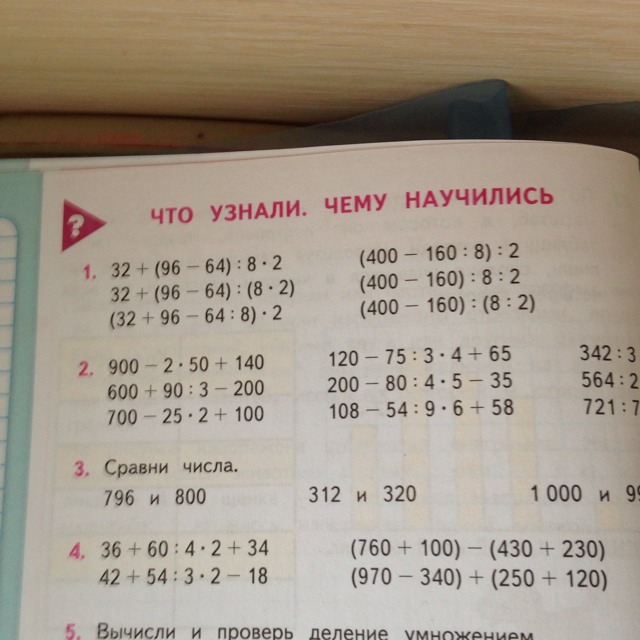 ?
ЧТО УЗНАЛИ. ЧЕМУ НАУЧИЛИСЬ
1. 32 + (96 − 64) : 8 · 2 (400 − 160 : 8) : 2
32 + (96 − 64) : (8 · 2) (400 − 160) : 8 : 2
(32 + 96 − 64 : 8) · 2 (400 − 160) : (8 : 2)
2. 900 − 2 · 50 + 140 120 − 75 : 3 · 4 + 65 342 : 3
600 + 90 : 3 − 200 200 − 80 : 4 · 5 − 35 564 : 2
700 − 25 · 2 + 100 108 − 54 : 9 · 6 + 58 721 : 7
3. Сравни числа.
796 и 800 312 и 320 1 000 и 99
4. 36 + 60 : 4 · 2 + 34 (760 + 100) − (430 + 230)
42 + 54 : 3 · 2 − 18 (970 − 340) + (250 + 120)
5. Вычисли и проверь деление умножением